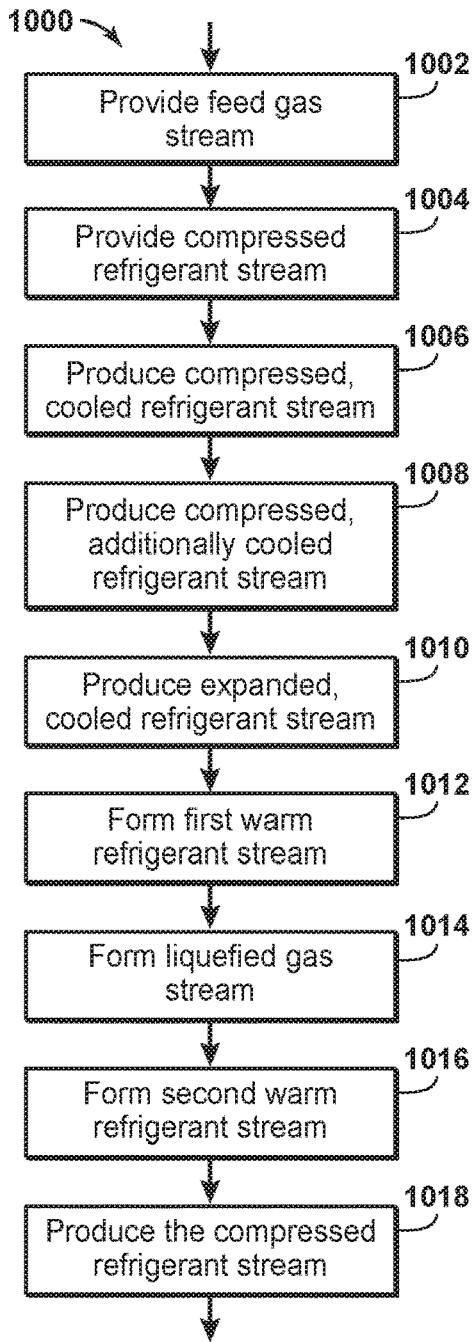 1000
1002
Provide feed gas
stream
1004
Provide compressed
refrigerant stream
1006
Produce compressed,
cooled refrigerant stream
1008
Produce compressed,
additionally cooled
refrigerant stream
1010
Produce expanded,
cooled refrigerant stream
1012
Form first warm
refrigerant stream
1014
Form liquefied gas
stream
1016
Form second warm
refrigerant stream
1018
Produce the compressed
refrigerant stream